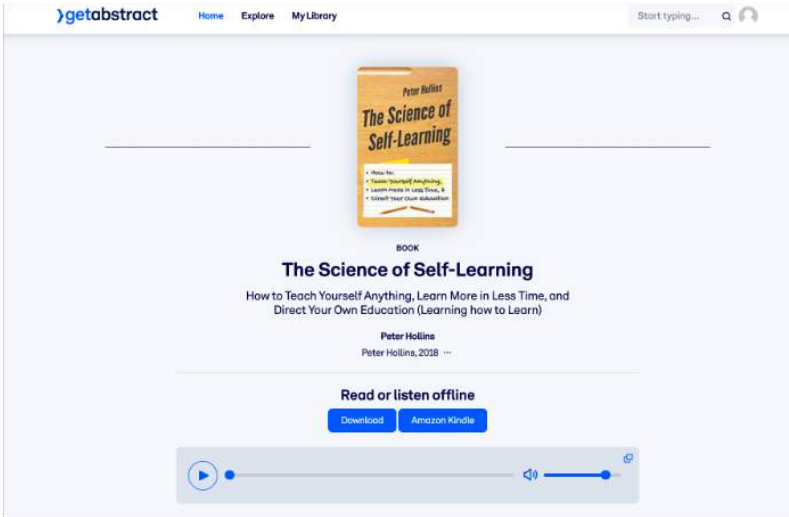 getabstract
Home Explore My Library
Start typing...
Peter Hollins
The Science of
Self-Learning
• How to:
• Teach Yourself Anything,
• Learn More in Less Time, &
• Direct Your Own Education
BOOK
The Science of Self-Learning
How to Teach Yourself Anything, Learn More in Less Time, and
Direct Your Own Education (Learning how to Learn)
Peter Hollins
Peter Hollins, 2018 ...
Read or listen offline
Download Amazon Kindle